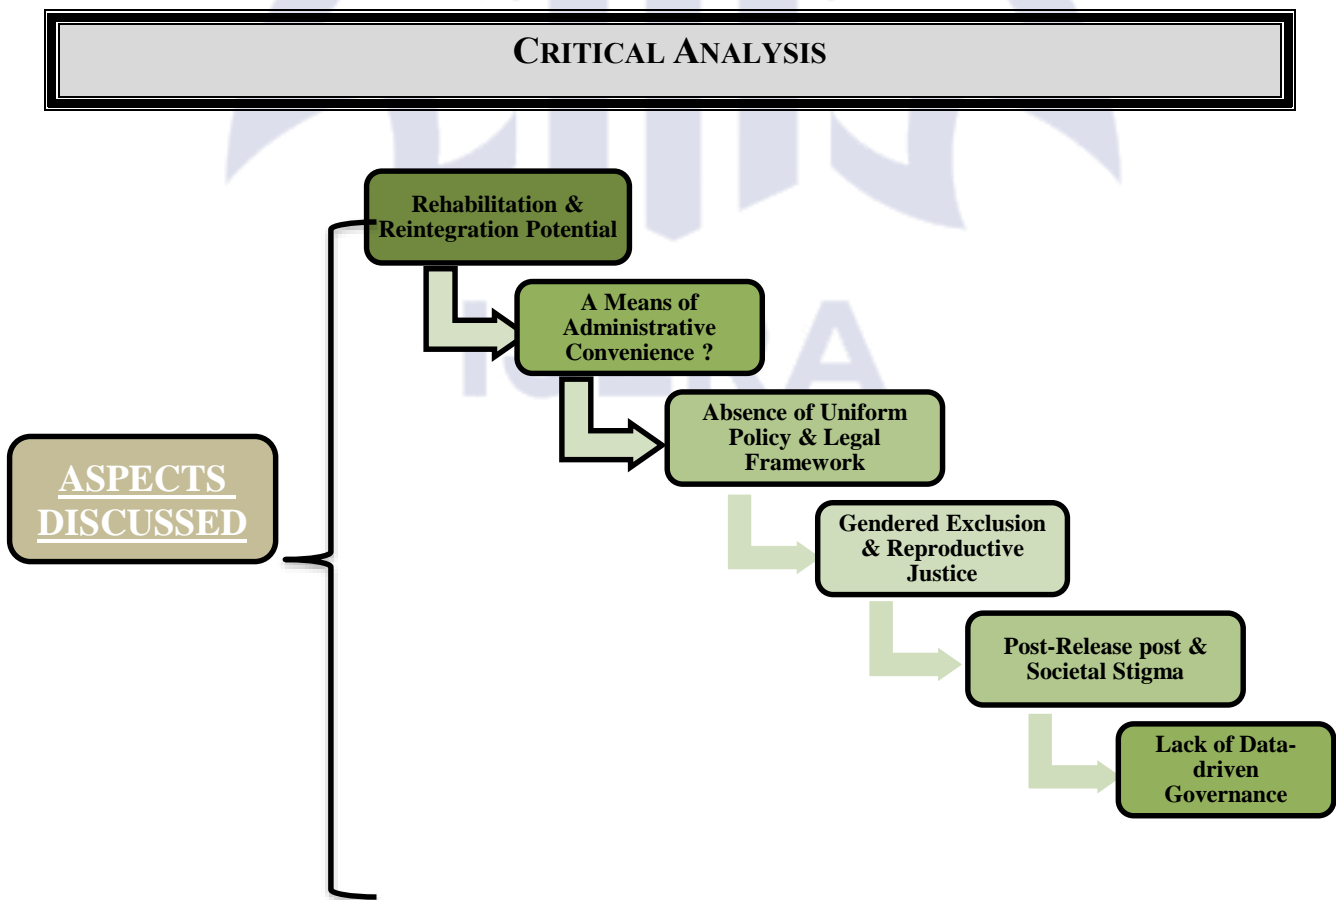 CRITICAL ANALYSIS
Rehabilitation &
Reintegration Potential
A Means of
Administrative
Convenience ?
Absence of Uniform
Policy & Legal
Framework
ASPECTS
DISCUSSED
Gendered Exclusion
& Reproductive
Justice
Post-Release post &
Societal Stigma
Lack of Data-
driven
Governance